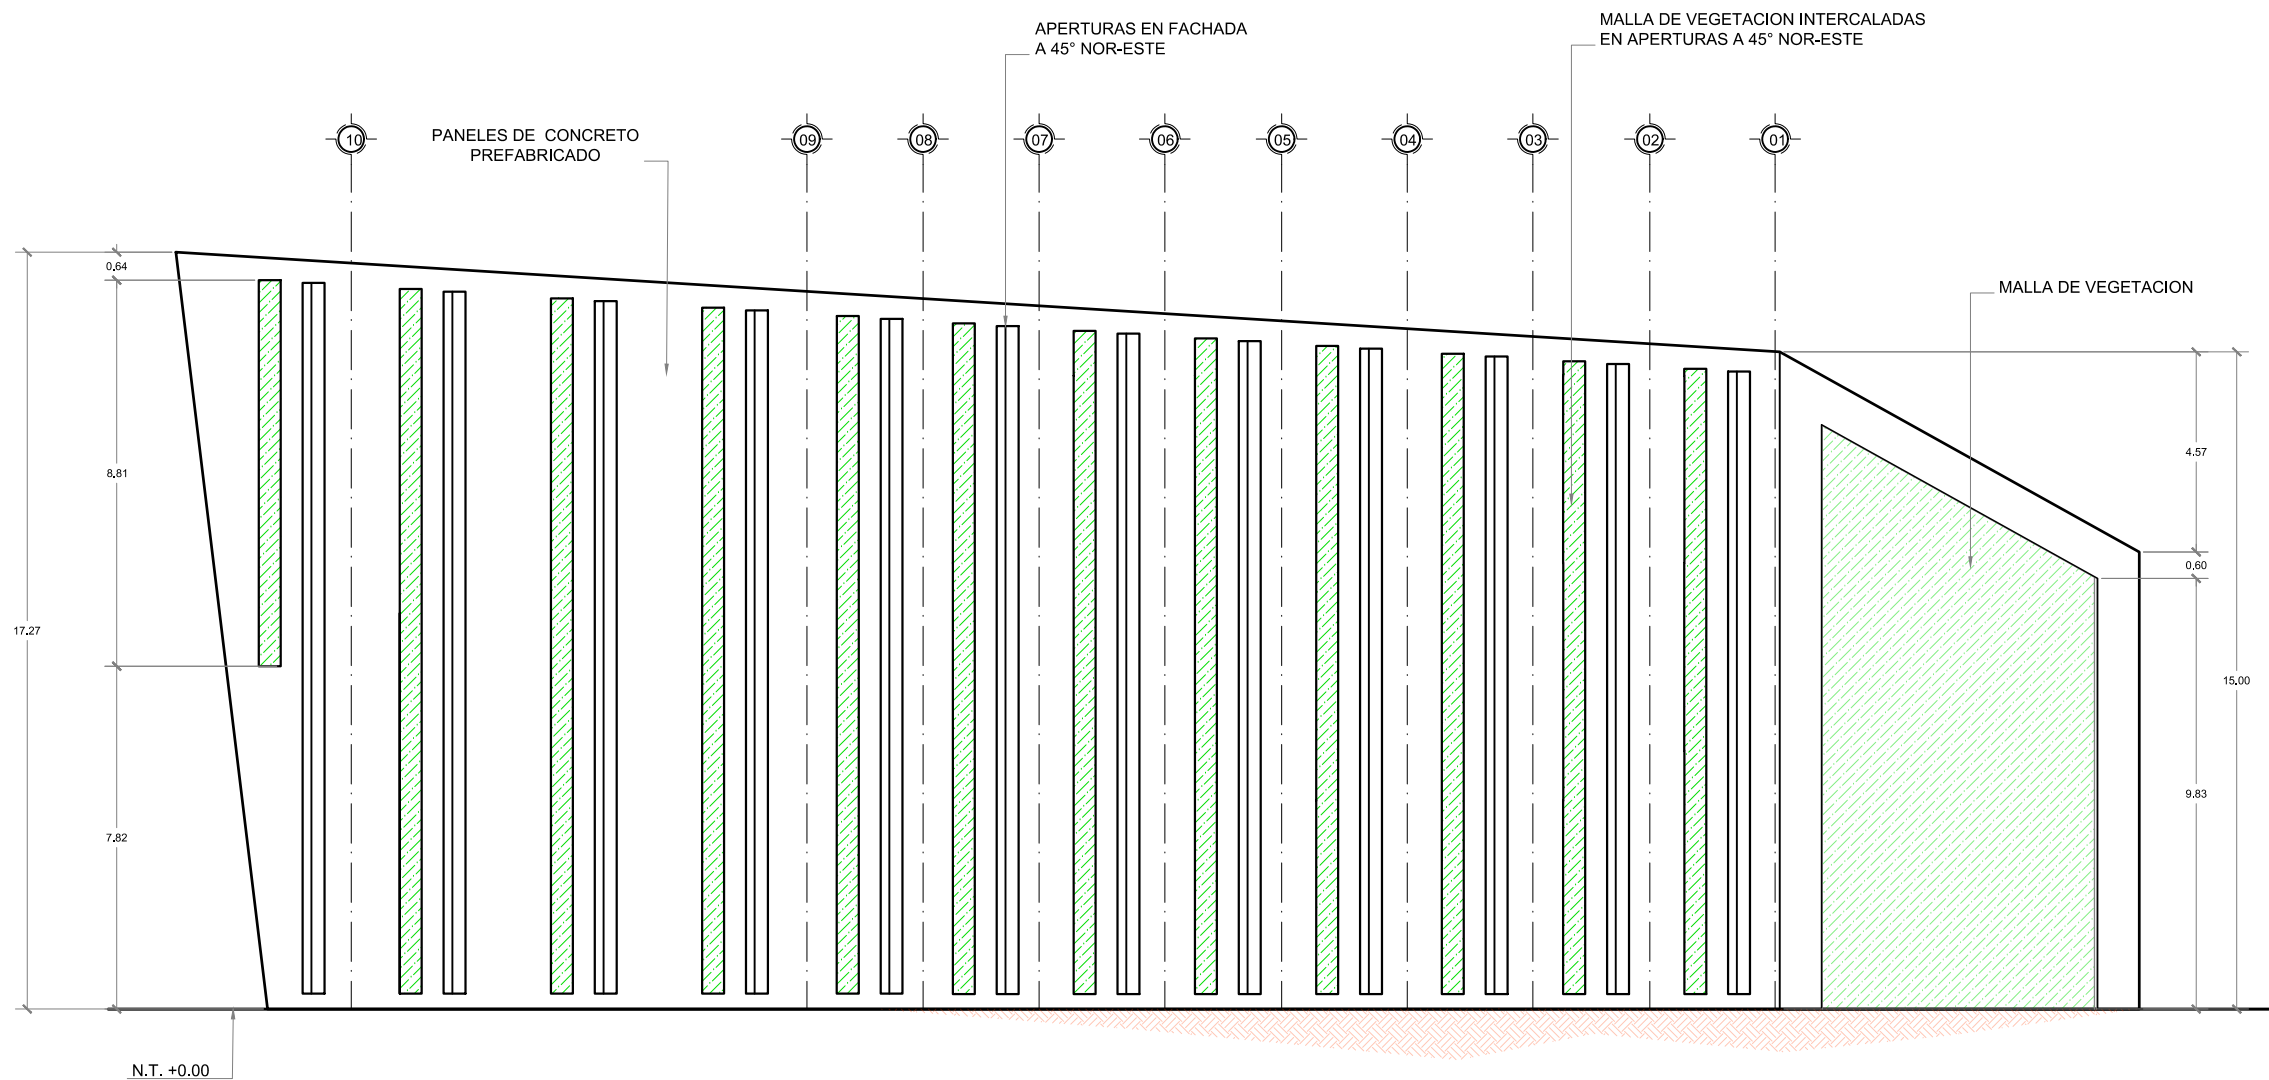 MALLA DE VEGETACION INTERCALADAS
EN APERTURAS A 45° NOR-ESTE
APERTURAS EN FACHADA
A 45° NOR-ESTE
PANELES DE CONCRETO
PREFABRICADO
10
09
08
07
06
05
04
03
02
01
0.64
MALLA DE VEGETACION
4.57
8.81
0.60
17.27
15.00
9.83
7.82
N.T. +0.00